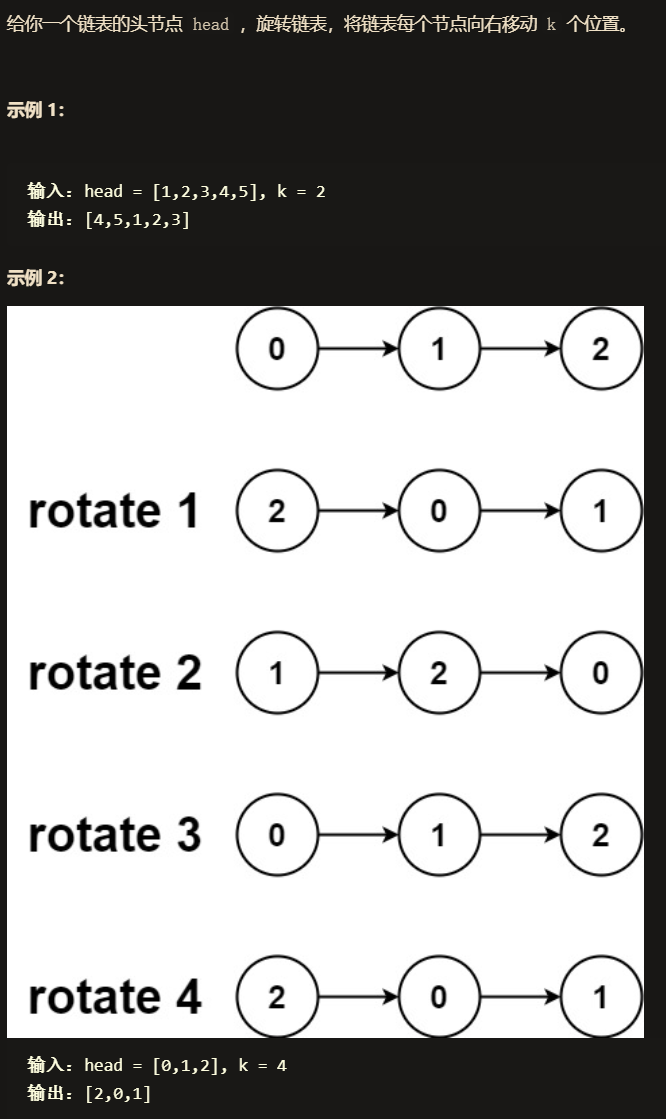 给你一个链表的头节点 head ，旋转链表，将链表每个节点向右移动 k 个位置。
示例 1：
输入：head = [1,2,3,4,5], k = 2
输出：[4,5,1,2,3]
示例 2：
0 1 2
rotate 1 2 0 1
rotate 2 1 2 0
rotate 3 0 1 2
rotate 4 2 0 1
输入：head = [0,1,2], k = 4
输出：[2,0,1]